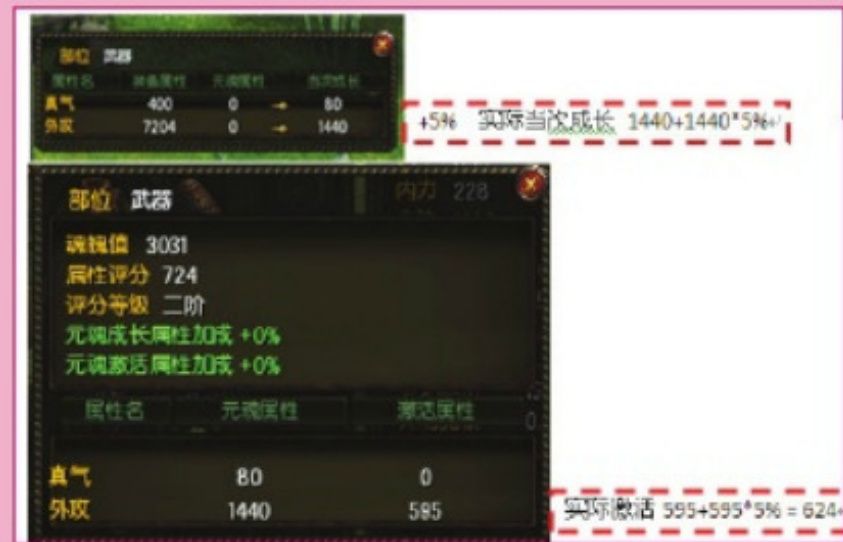 部位 武器
属性名 装备属性 元魂属性 当次成长
真气 400 0 → 80
外攻 7204 0 → 1440
+5% 实际当次成长 1440+1440*5%
部位 武器
内力 228
魂魄值 3031
属性评分 724
评分等级 二阶
元魂成长属性加成 +0%
元魂激活属性加成 +0%
属性名 元魂属性 激活属性
真气 80 0
外攻 1440 595
实际激活 595+595*5% = 624